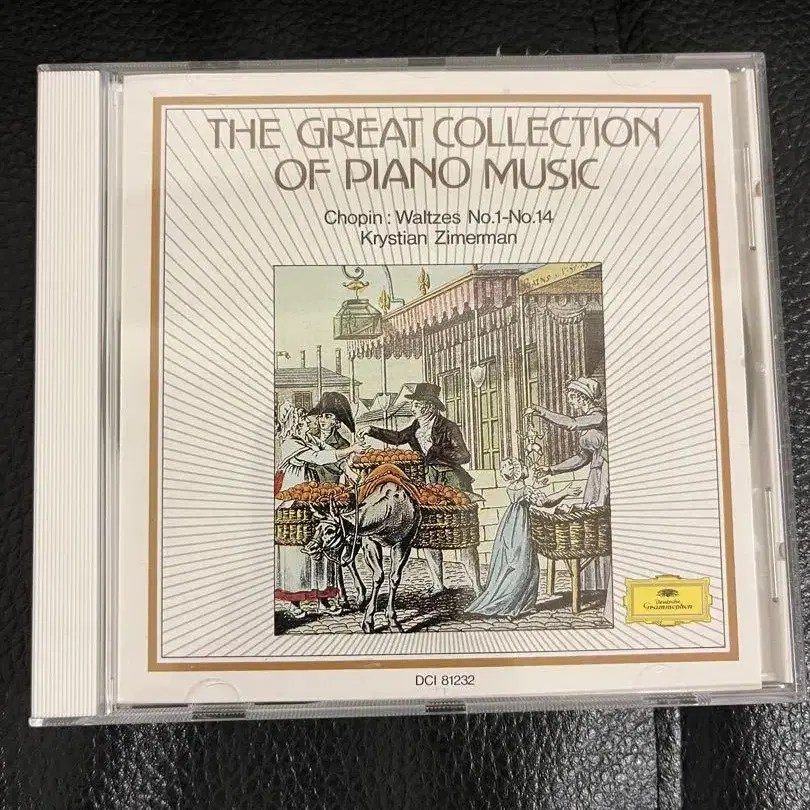 THE GREAT COLLECTION
OF PIANO MUSIC
Chopin: Waltzes No.1-No.14
Krystian Zimerman
Deutsche
Grammophon
DCI 81232